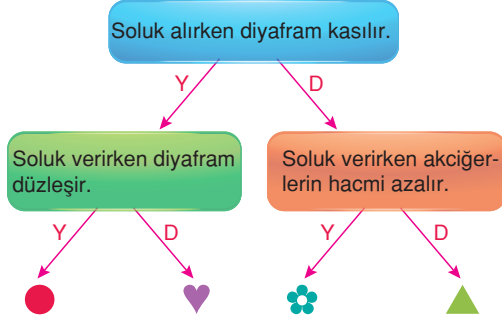 Soluk alırken diyafram kasılır.
Y
D
Soluk verirken diyafram
düzleşir.
Soluk verirken akciğer-
lerin hacmi azalır.
Y
D
Y
D